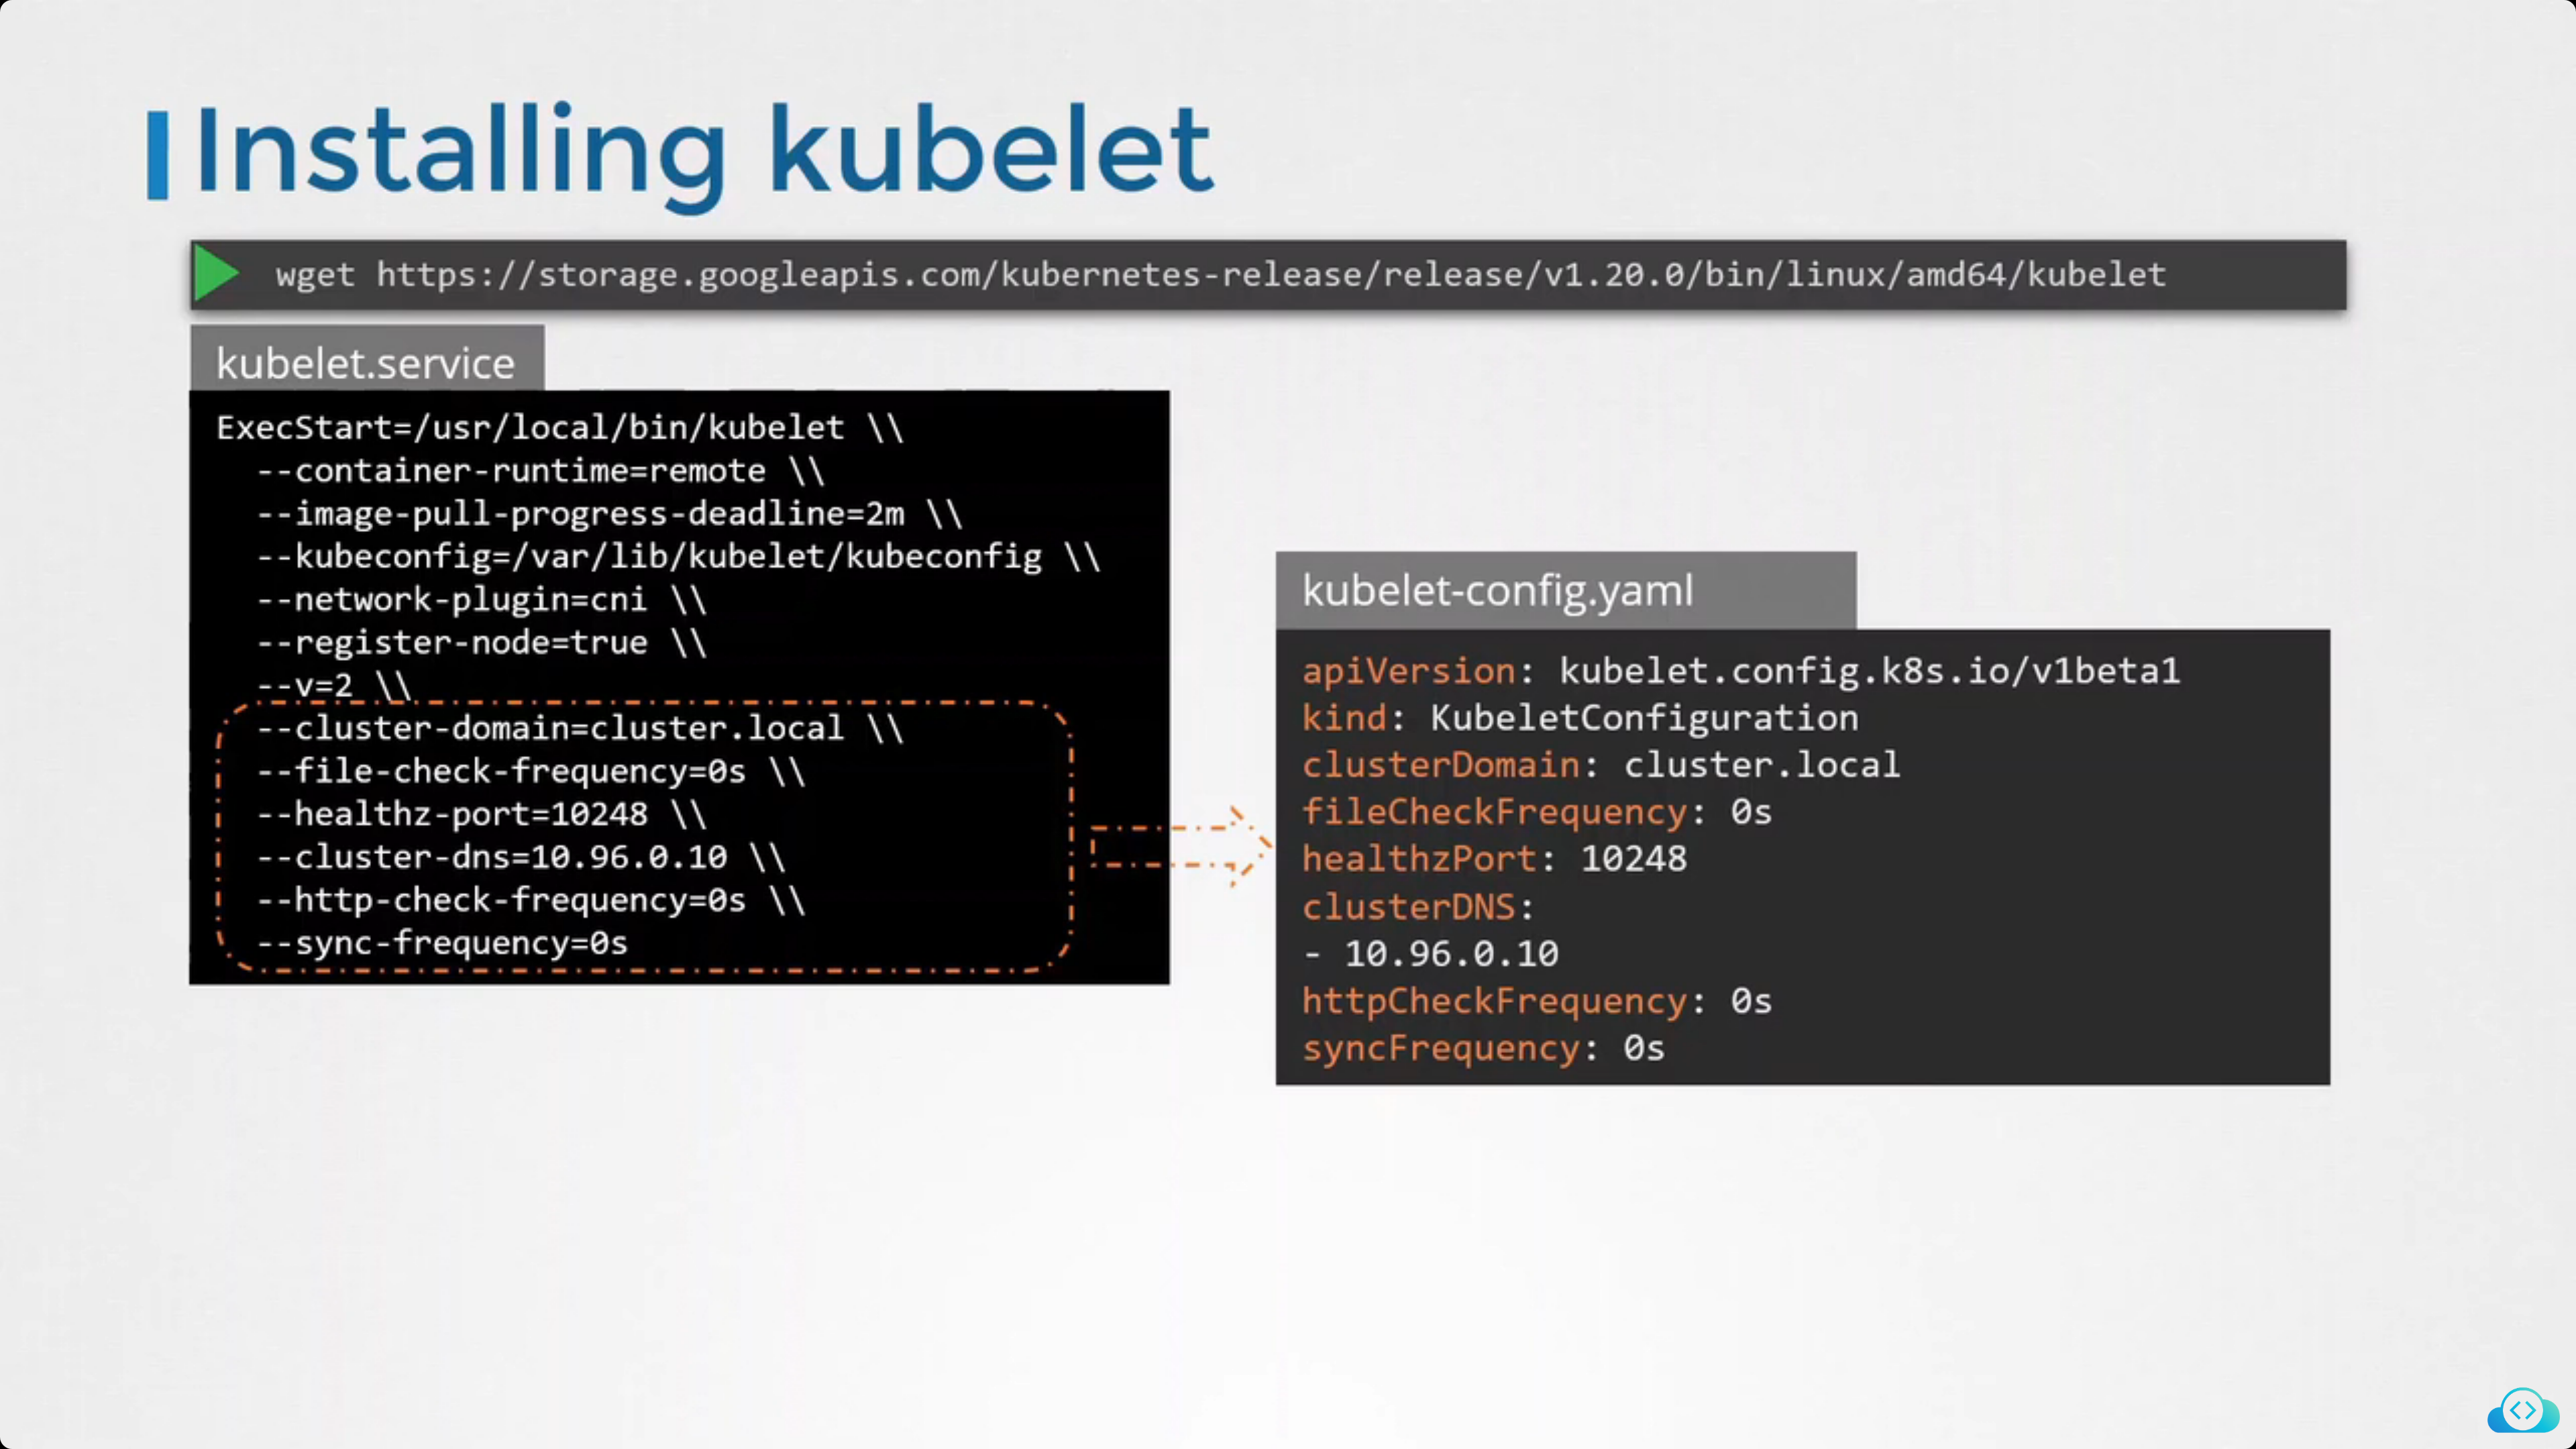 Installing kubelet
wget https://storage.googleapis.com/kubernetes-release/release/v1.20.0/bin/linux/amd64/kubelet
kubelet.service
ExecStart=/usr/local/bin/kubelet \\
--container-runtime=remote \\
--image-pull-progress-deadline=2m \\
--kubeconfig=/var/lib/kubelet/kubeconfig \\
--network-plugin=cni \\
--register-node=true \\
--v=2 \\
--cluster-domain=cluster.local \\
--file-check-frequency=0s \\
--healthz-port=10248 \\
--cluster-dns=10.96.0.10 \\
--http-check-frequency=0s \\
--sync-frequency=0s
kubelet-config.yaml
apiVersion: kubelet.config.k8s.io/v1beta1
kind: KubeletConfiguration
clusterDomain: cluster.local
fileCheckFrequency: 0s
healthzPort: 10248
clusterDNS:
- 10.96.0.10
httpCheckFrequency: 0s
syncFrequency: 0s